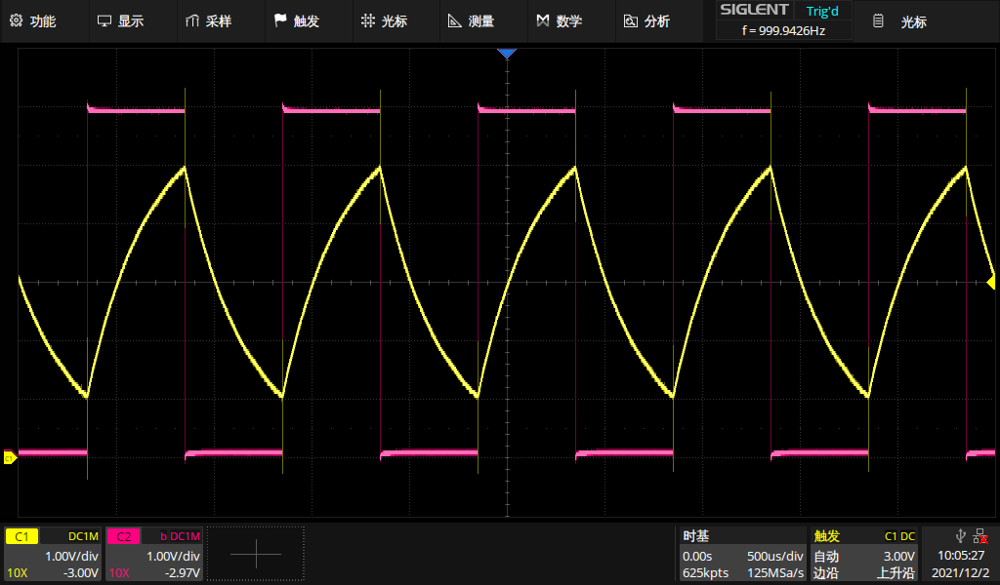 功能 显示 采样 触发 光标 测量 数学 分析 SIGLENT Trig'd 光标
f = 999.9426Hz
C1
C1 DC1M C2 b DC1M 时基 触发 C1 DC
1.00V/div 1.00V/div 0.00s 500us/div 自动 3.00V 10:05:27
10X -3.00V 10X -2.97V 625kpts 125MSa/s 边沿 上升沿 2021/12/2